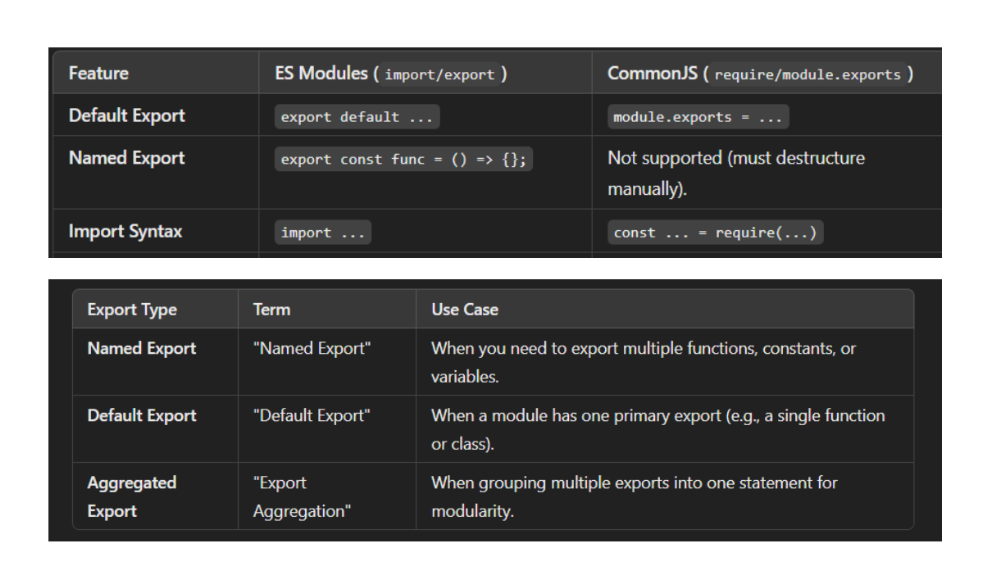 Feature ES Modules ( import/export ) CommonJS ( require/module.exports )
Default Export export default ... module.exports = ...
Named Export export const func = () => {}; Not supported (must destructure
manually).
Import Syntax import ... const ... = require(...)
Export Type Term Use Case
Named Export "Named Export" When you need to export multiple functions, constants, or
variables.
Default Export "Default Export" When a module has one primary export (e.g., a single function
or class).
Aggregated "Export When grouping multiple exports into one statement for
Export Aggregation" modularity.